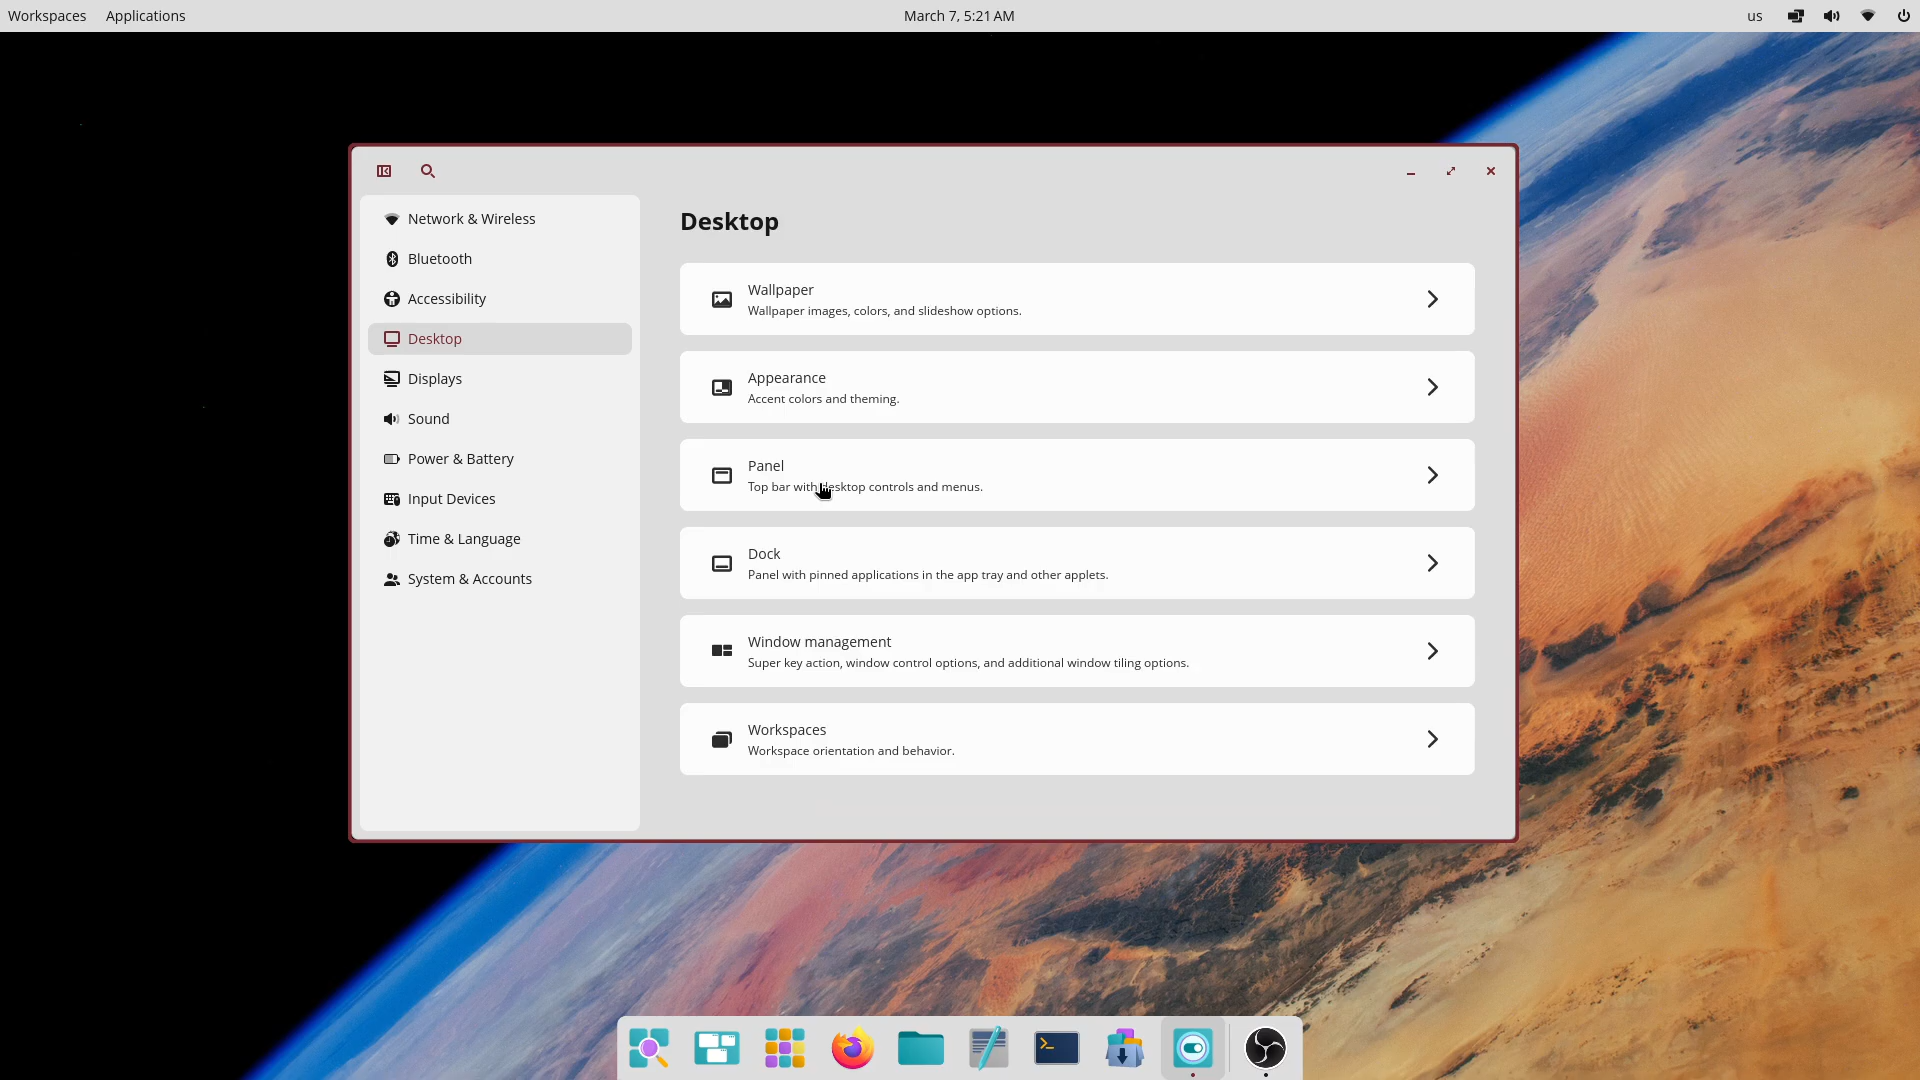 Workspaces Applications March 7, 5:21 AM us
Network & Wireless
Bluetooth
Accessibility
Desktop
Displays
Sound
Power & Battery
Input Devices
Time & Language
System & Accounts
Desktop
Wallpaper
Wallpaper images, colors, and slideshow options.
Appearance
Accent colors and theming.
Panel
Top bar with desktop controls and menus.
Dock
Panel with pinned applications in the app tray and other applets.
Window management
Super key action, window control options, and additional window tiling options.
Workspaces
Workspace orientation and behavior.